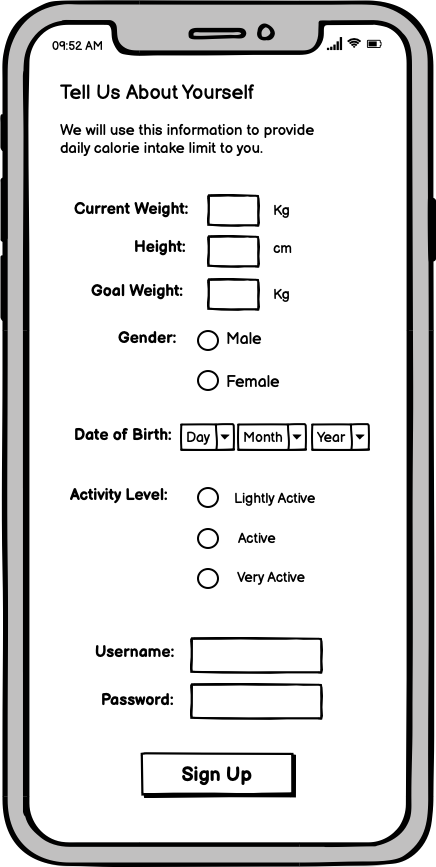 09:52 AM
Tell Us About Yourself
We will use this information to provide
daily calorie intake limit to you.
Current Weight: Kg
Height: cm
Goal Weight: Kg
Gender: Male
Female
Date of Birth: Day Month Year
Activity Level: Lightly Active
Active
Very Active
Username:
Password:
Sign Up